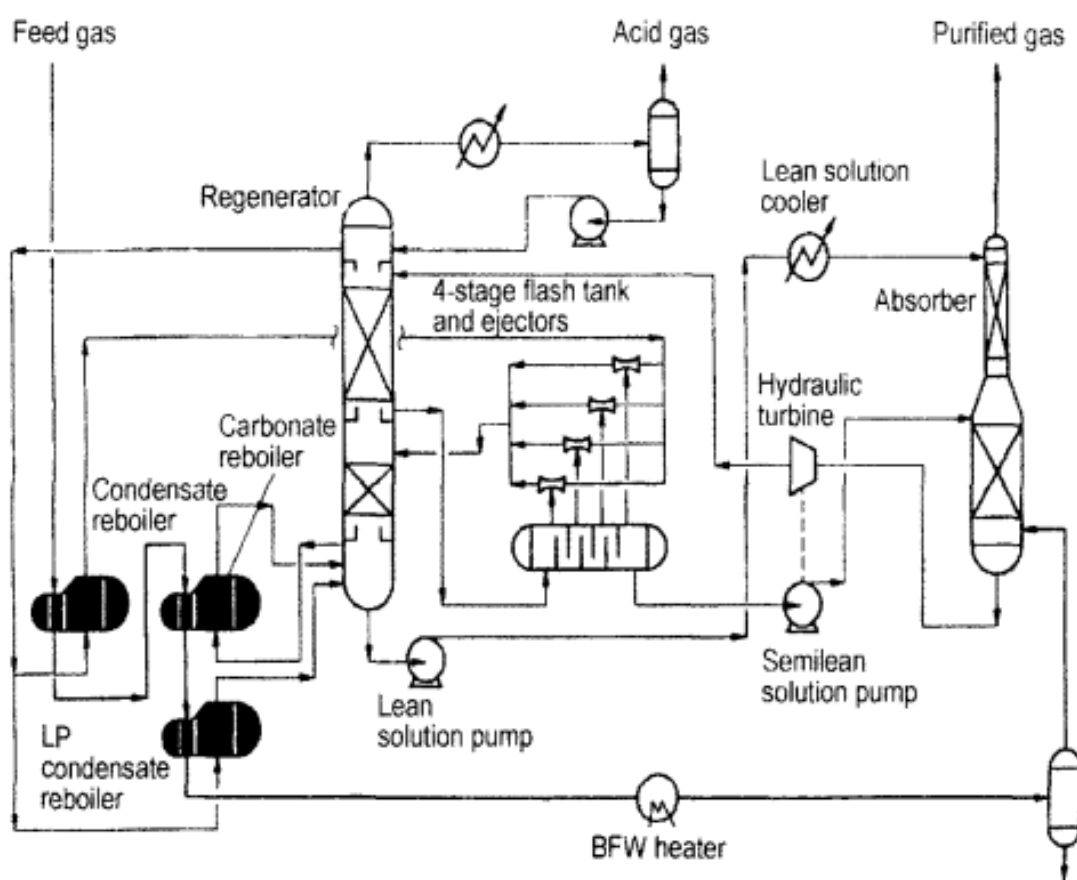 Feed gas
Acid gas
Purified gas
Regenerator
Lean solution
cooler
4-stage flash tank
and ejectors
Absorber
Hydraulic
turbine
Carbonate
reboiler
Condensate
reboiler
Semilean
solution pump
Lean
solution pump
LP
condensate
reboiler
BFW heater